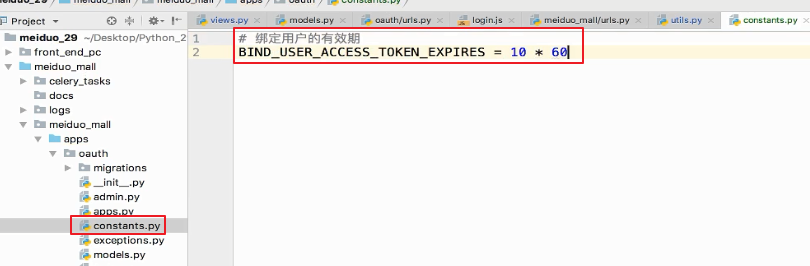 meiduo_29 meiduo_mall meiduo_mall apps oauth constants.py
Project
views.py models.py oauth/urls.py login.js meiduo_mall/urls.py utils.py constants.py
meiduo_29 ~/Desktop/Python_2
front_end_pc
meiduo_mall
celery_tasks
docs
logs
meiduo_mall
apps
oauth
migrations
__init__.py
admin.py
apps.py
constants.py
exceptions.py
models.py
1 # 绑定用户的有效期
2 BIND_USER_ACCESS_TOKEN_EXPIRES = 10 * 60